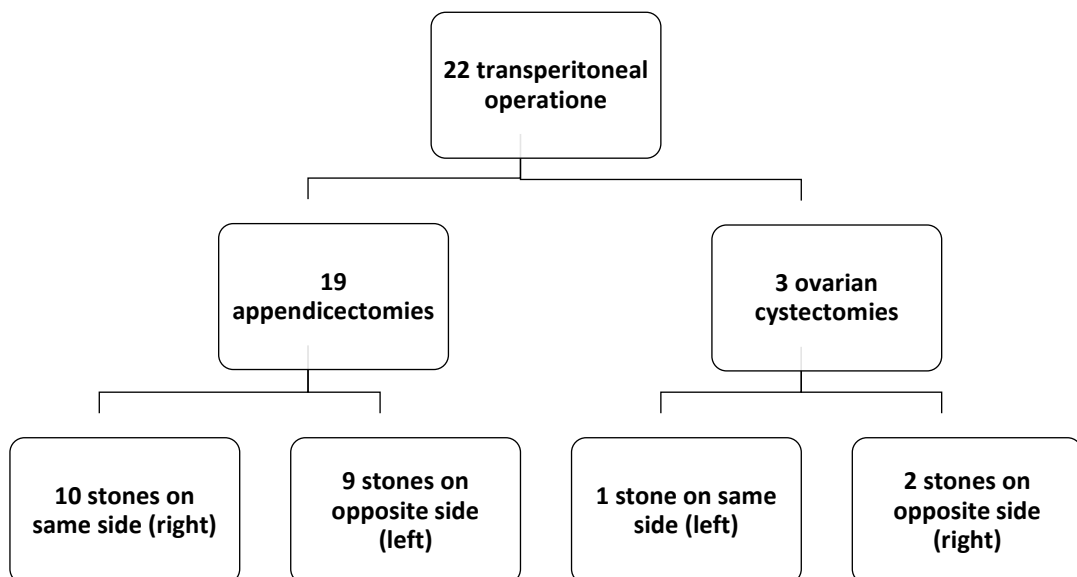 22 transperitoneal
operatione
19
appendicectomies
3 ovarian
cystectomies
10 stones on
same side (right)
9 stones on
opposite side
(left)
1 stone on same
side (left)
2 stones on
opposite side
(right)